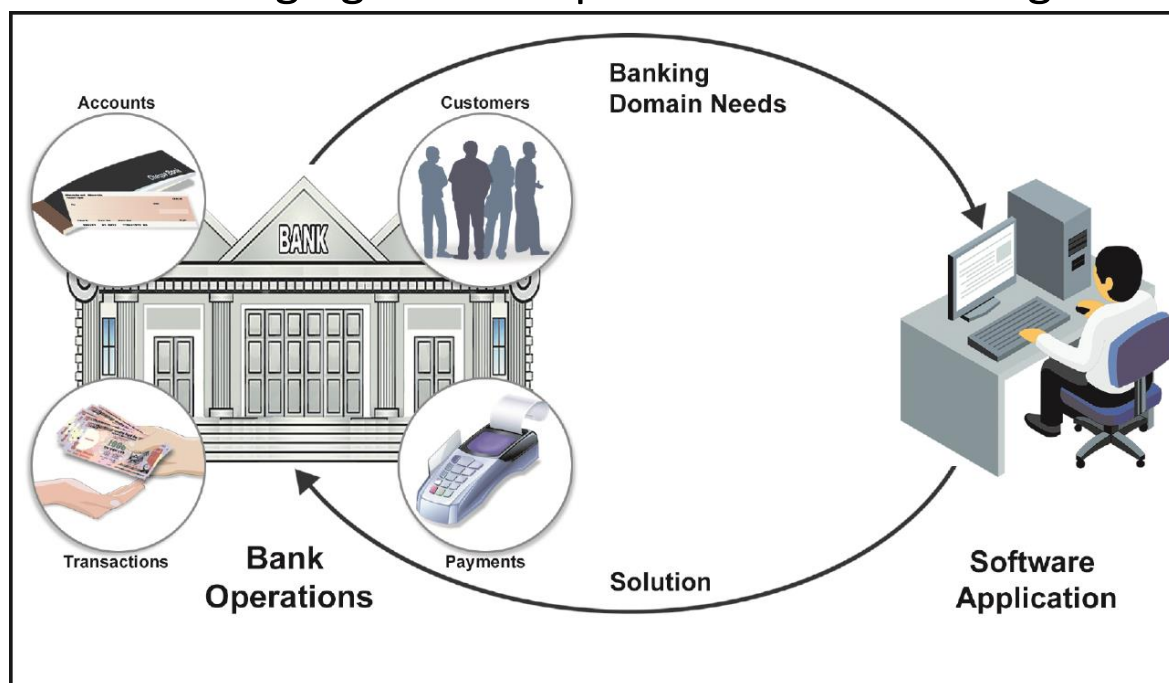 Accounts
Customers
Banking
Domain Needs
BANK
Transactions
Payments
Bank
Operations
Solution
Software
Application